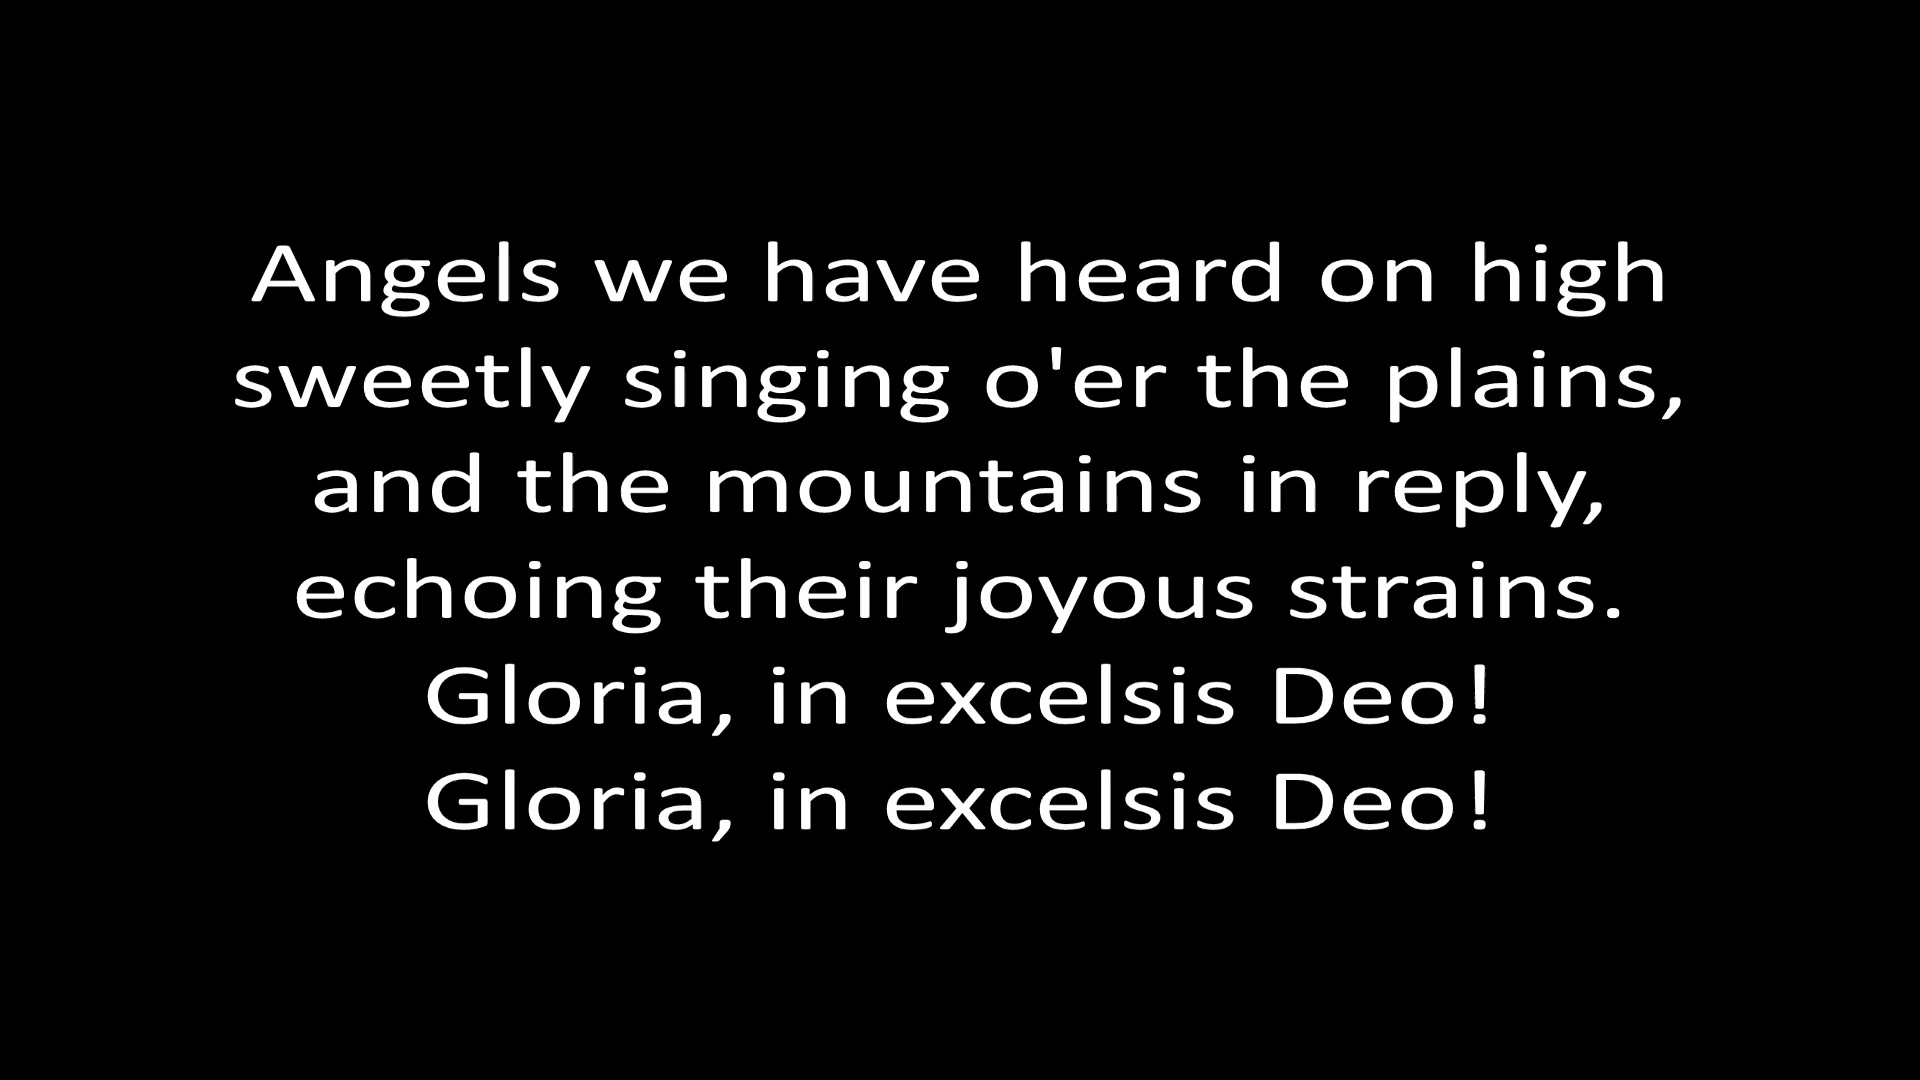 Angels we have heard on high
sweetly singing o'er the plains,
and the mountains in reply,
echoing their joyous strains.
Gloria, in excelsis Deo!
Gloria, in excelsis Deo!